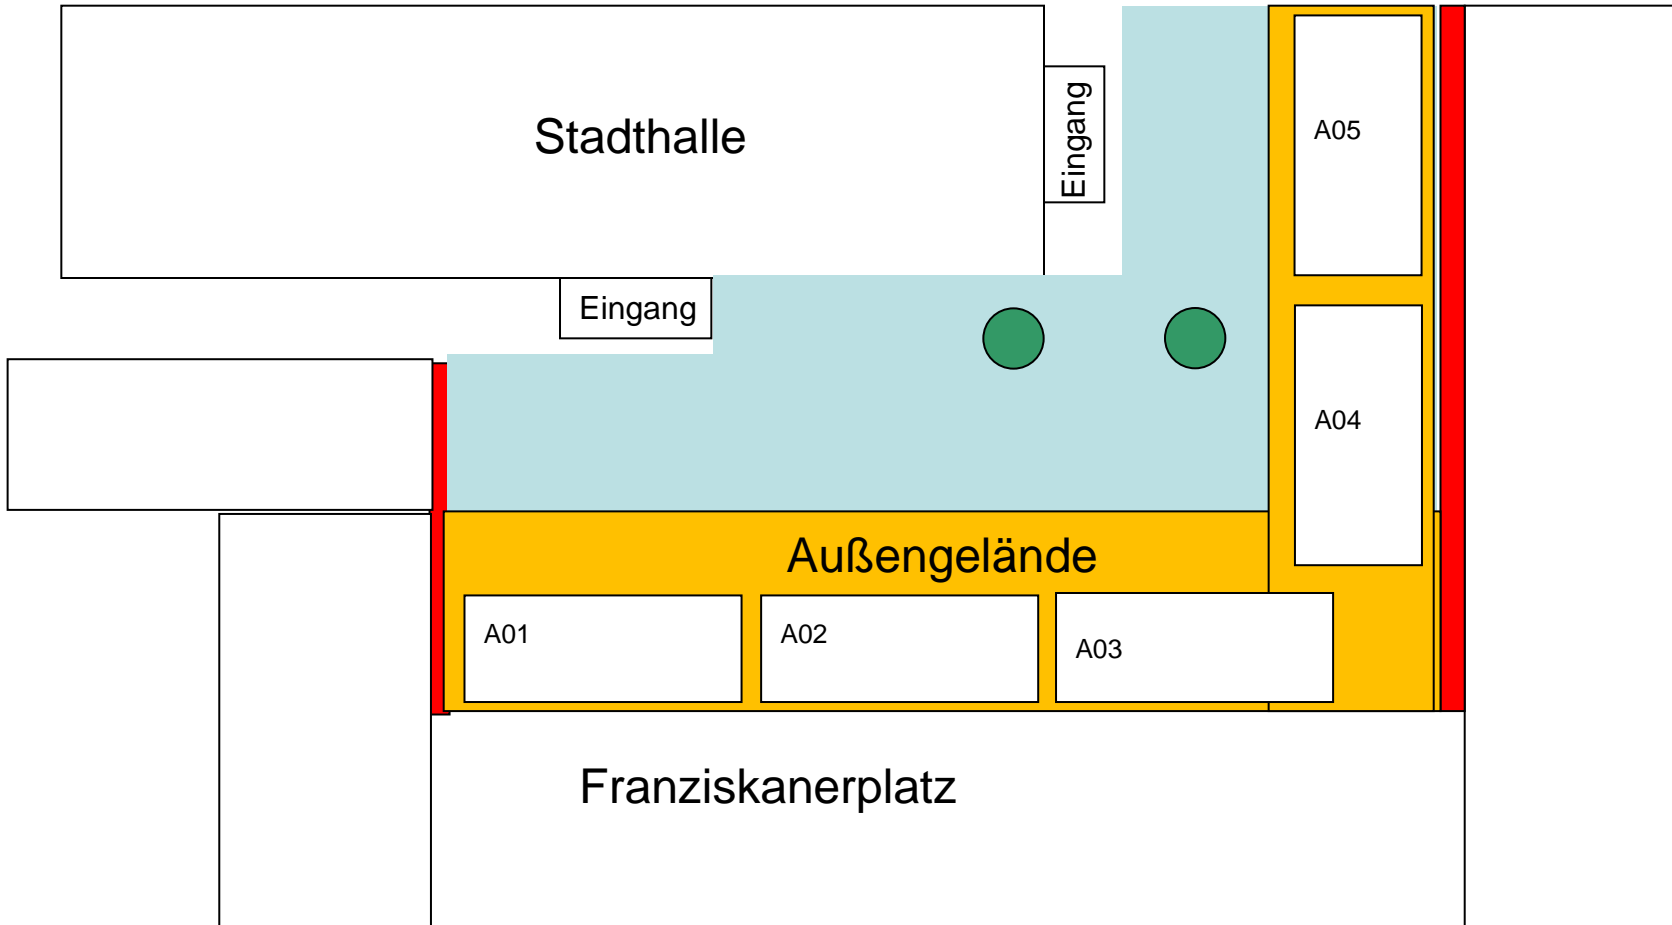 Stadthalle
Eingang
A05
Eingang
A04
Außengelände
A01
A02
A03
Franziskanerplatz